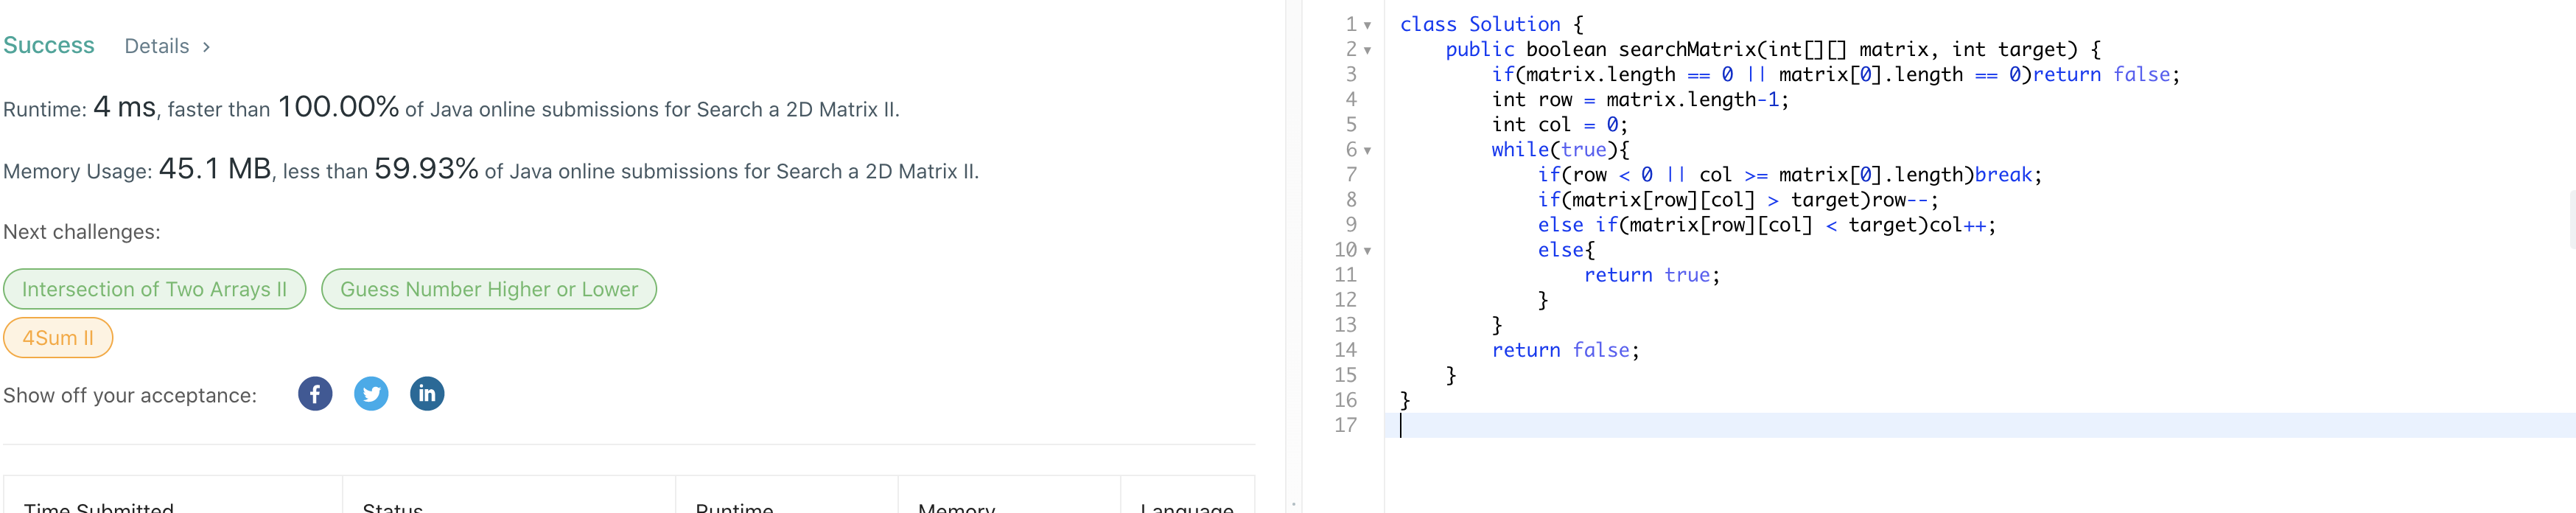 Success Details >
Runtime: 4 ms, faster than 100.00% of Java online submissions for Search a 2D Matrix II.
Memory Usage: 45.1 MB, less than 59.93% of Java online submissions for Search a 2D Matrix II.
Next challenges:
Intersection of Two Arrays II Guess Number Higher or Lower
4Sum II
Show off your acceptance: f in
Time Submitted Status Runtime Memory Language
1 class Solution {
2     public boolean searchMatrix(int[][] matrix, int target) {
3         if(matrix.length == 0 || matrix[0].length == 0)return false;
4         int row = matrix.length-1;
5         int col = 0;
6         while(true){
7             if(row < 0 || col >= matrix[0].length)break;
8             if(matrix[row][col] > target)row--;
9             else if(matrix[row][col] < target)col++;
10             else{
11                 return true;
12             }
13         }
14         return false;
15     }
16 }
17